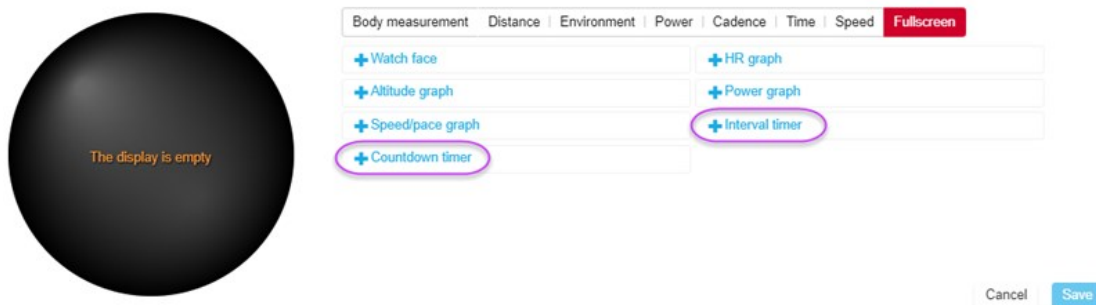 Body measurement Distance Environment Power Cadence Time Speed Fullscreen
Watch face HR graph
Altitude graph Power graph
Speed/pace graph Interval timer
The display is empty Countdown timer
Cancel Save